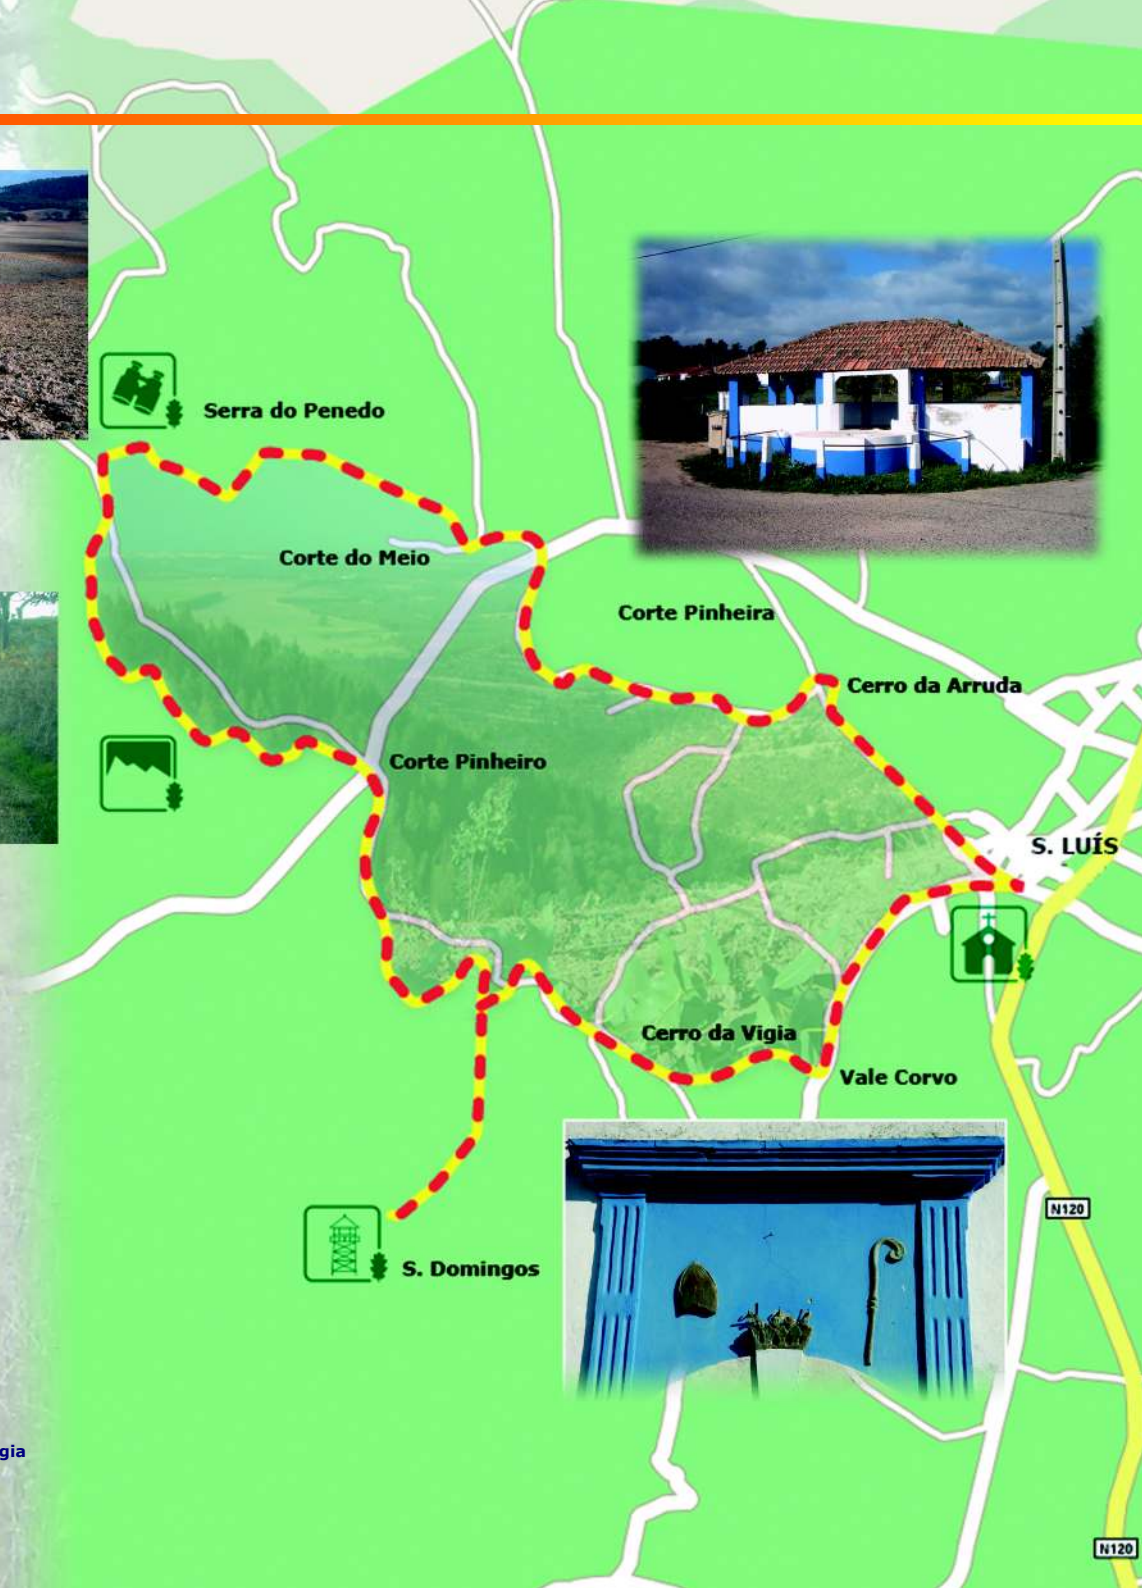 Serra do Penedo
Corte do Meio
Corte Pinheira
Cerro da Arruda
Corte Pinheiro
S. LUÍS
Cerro da Vigia
Vale Corvo
N120
S. Domingos
gia
N120